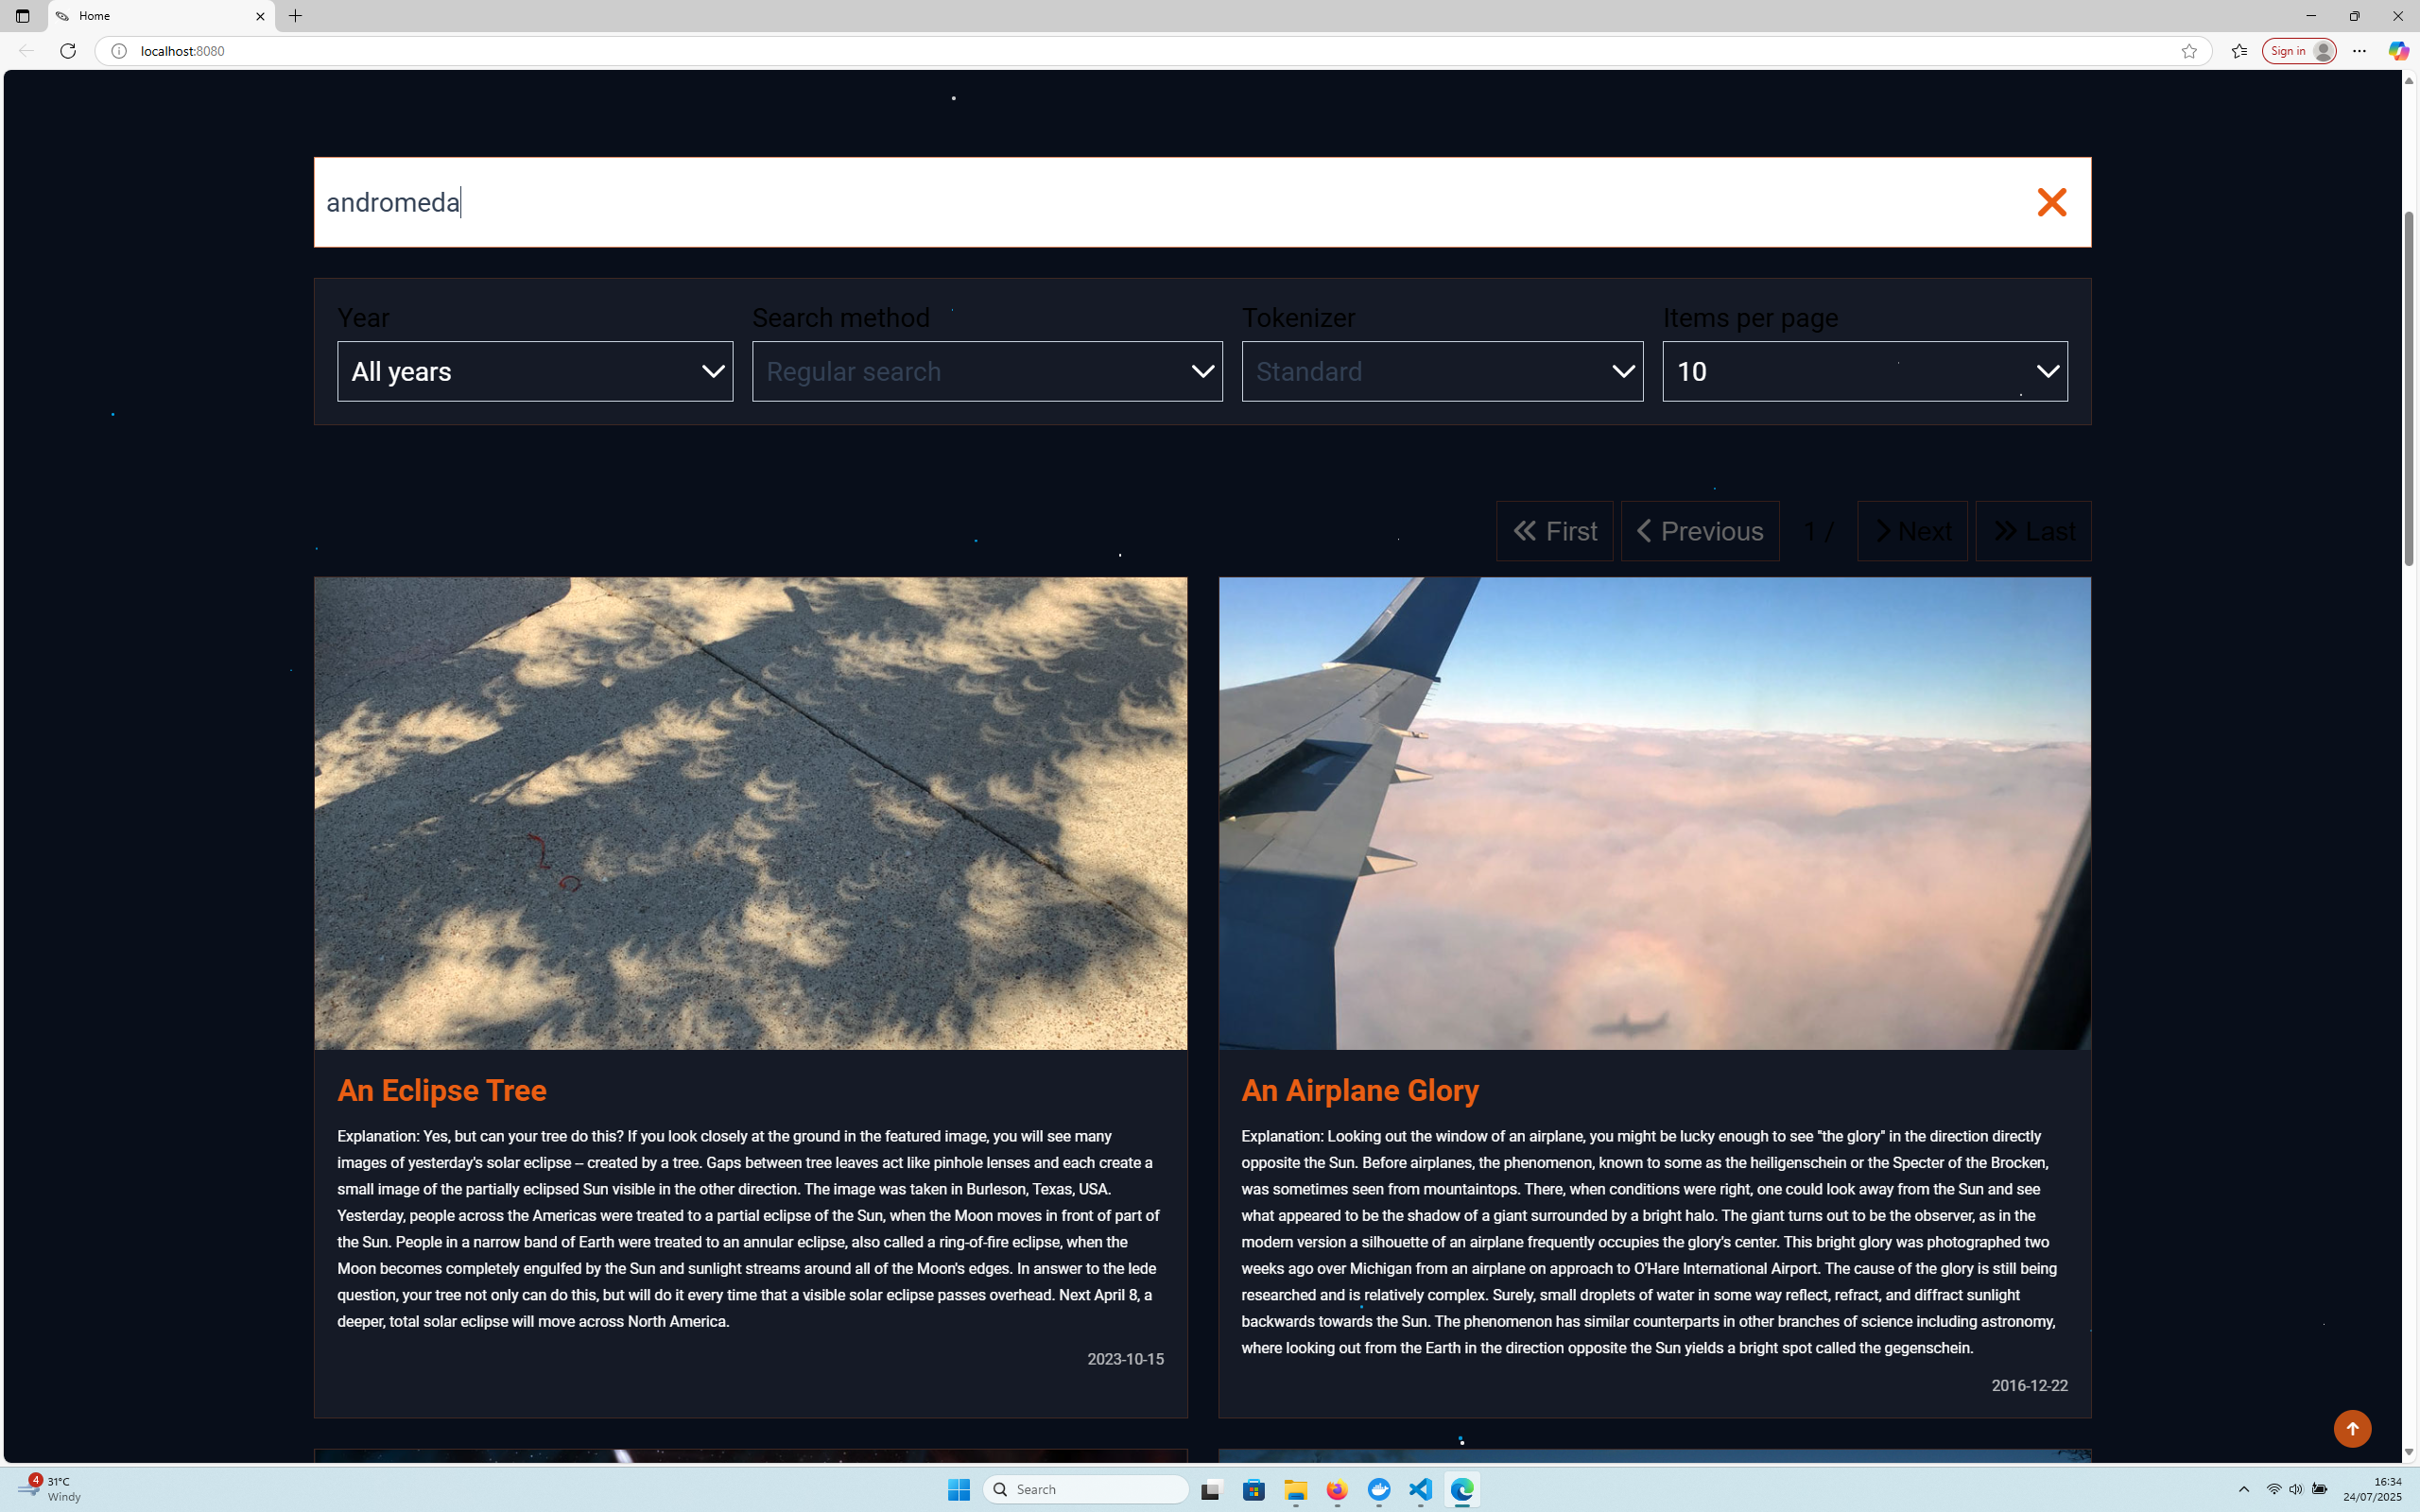 Home
localhost:8080
Sign in
andromeda
Year
Search method
Tokenizer
Items per page
All years
Regular search
Standard
10
First
Previous
1 /
Next
Last
An Eclipse Tree
Explanation: Yes, but can your tree do this? If you look closely at the ground in the featured image, you will see many
images of yesterday's solar eclipse -- created by a tree. Gaps between tree leaves act like pinhole lenses and each create a
small image of the partially eclipsed Sun visible in the other direction. The image was taken in Burleson, Texas, USA.
Yesterday, people across the Americas were treated to a partial eclipse of the Sun, when the Moon moves in front of part of
the Sun. People in a narrow band of Earth were treated to an annular eclipse, also called a ring-of-fire eclipse, when the
Moon becomes completely engulfed by the Sun and sunlight streams around all of the Moon's edges. In answer to the lede
question, your tree not only can do this, but will do it every time that a visible solar eclipse passes overhead. Next April 8, a
deeper, total solar eclipse will move across North America.
2023-10-15
An Airplane Glory
Explanation: Looking out the window of an airplane, you might be lucky enough to see "the glory" in the direction directly
opposite the Sun. Before airplanes, the phenomenon, known to some as the heiligenschein or the Specter of the Brocken,
was sometimes seen from mountaintops. There, when conditions were right, one could look away from the Sun and see
what appeared to be the shadow of a giant surrounded by a bright halo. The giant turns out to be the observer, as in the
modern version a silhouette of an airplane frequently occupies the glory's center. This bright glory was photographed two
weeks ago over Michigan from an airplane on approach to O'Hare International Airport. The cause of the glory is still being
researched and is relatively complex. Surely, small droplets of water in some way reflect, refract, and diffract sunlight
backwards towards the Sun. The phenomenon has similar counterparts in other branches of science including astronomy,
where looking out from the Earth in the direction opposite the Sun yields a bright spot called the gegenschein.
2016-12-22
4
31°C
Windy
Search
16:34
24/07/2025